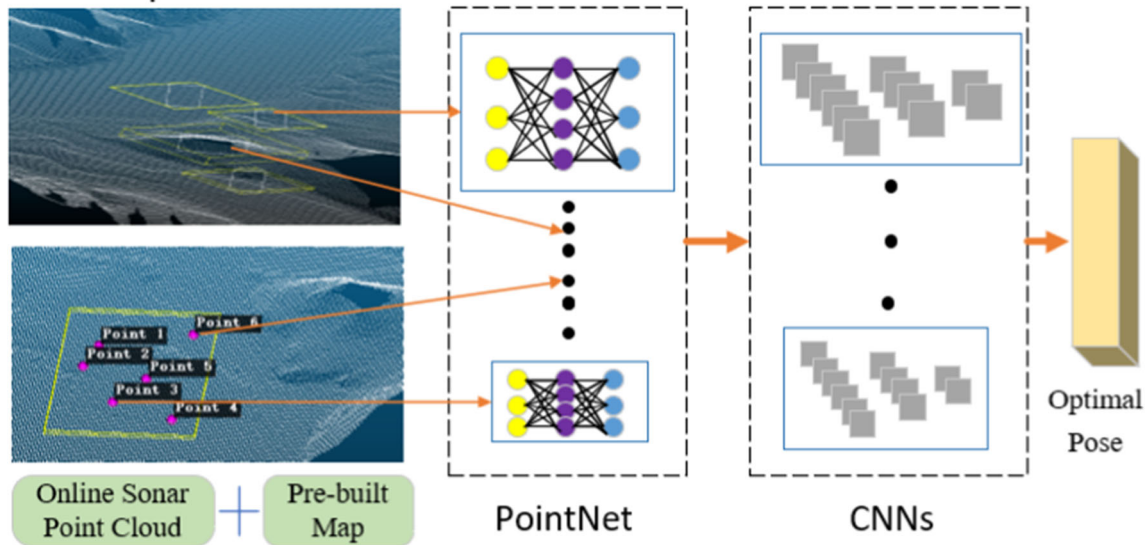 Point 6
Point 1
Point 2
Point 5
Point 3
Point 4
Optimal
Pose
Online Sonar
Point Cloud
Pre-built
Map
PointNet
CNNs